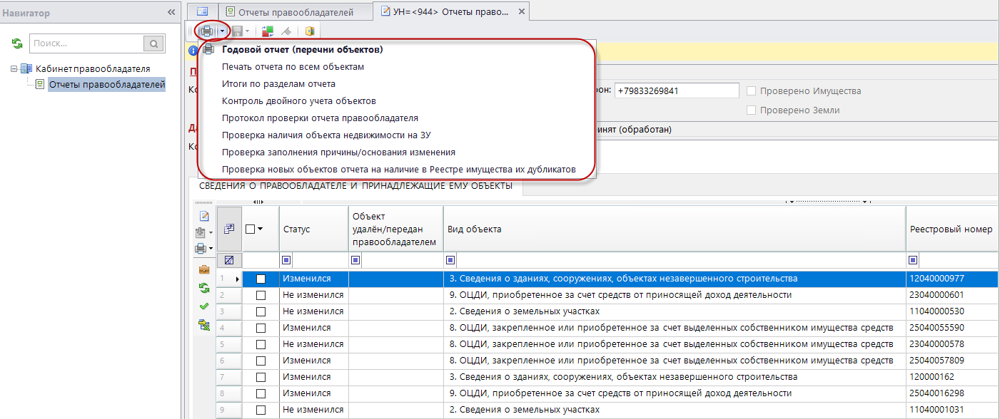 Навигатор
Отчеты правообладателей
УН=<944> Отчеты право...
Поиск...
Кабинет правообладателя
Отчеты правообладателей
Годовой отчет (перечни объектов)
Печать отчета по всем объектам
Итоги по разделам отчета
Контроль двойного учета объектов
Протокол проверки отчета правообладателя
Проверка наличия объекта недвижимости на ЗУ
Проверка заполнения причины/основания изменения
Проверка новых объектов отчета на наличие в Реестре имущества их дубликатов
+79833269841
Проверено Имущества
Проверено Земли
(обработан)
СВЕДЕНИЯ О ПРАВООБЛАДАТЕЛЕ И ПРИНАДЛЕЖАЩИЕ ЕМУ ОБЪЕКТЫ
Статус
Объект
удалён/передан
правообладателем
Вид объекта
Реестровый номер
1 Изменился 3. Сведения о зданиях, сооружениях, объектах незавершенного строительства 12040000977
2 Не изменился 9. ОЦДИ, приобретенное за счет средств от приносящей доход деятельности 23040000601
3 Не изменился 2. Сведения о земельных участках 11040000530
4 Изменился 8. ОЦДИ, закрепленное или приобретенное за счет выделенных собственником имущества средств 25040055590
5 Не изменился 8. ОЦДИ, закрепленное или приобретенное за счет выделенных собственником имущества средств 23040000578
6 Изменился 8. ОЦДИ, закрепленное или приобретенное за счет выделенных собственником имущества средств 25040057809
7 Изменился 3. Сведения о зданиях, сооружениях, объектах незавершенного строительства 120000162
8 Изменился 9. ОЦДИ, приобретенное за счет средств от приносящей доход деятельности 25040016298
9 Не изменился 2. Сведения о земельных участках 11040001031